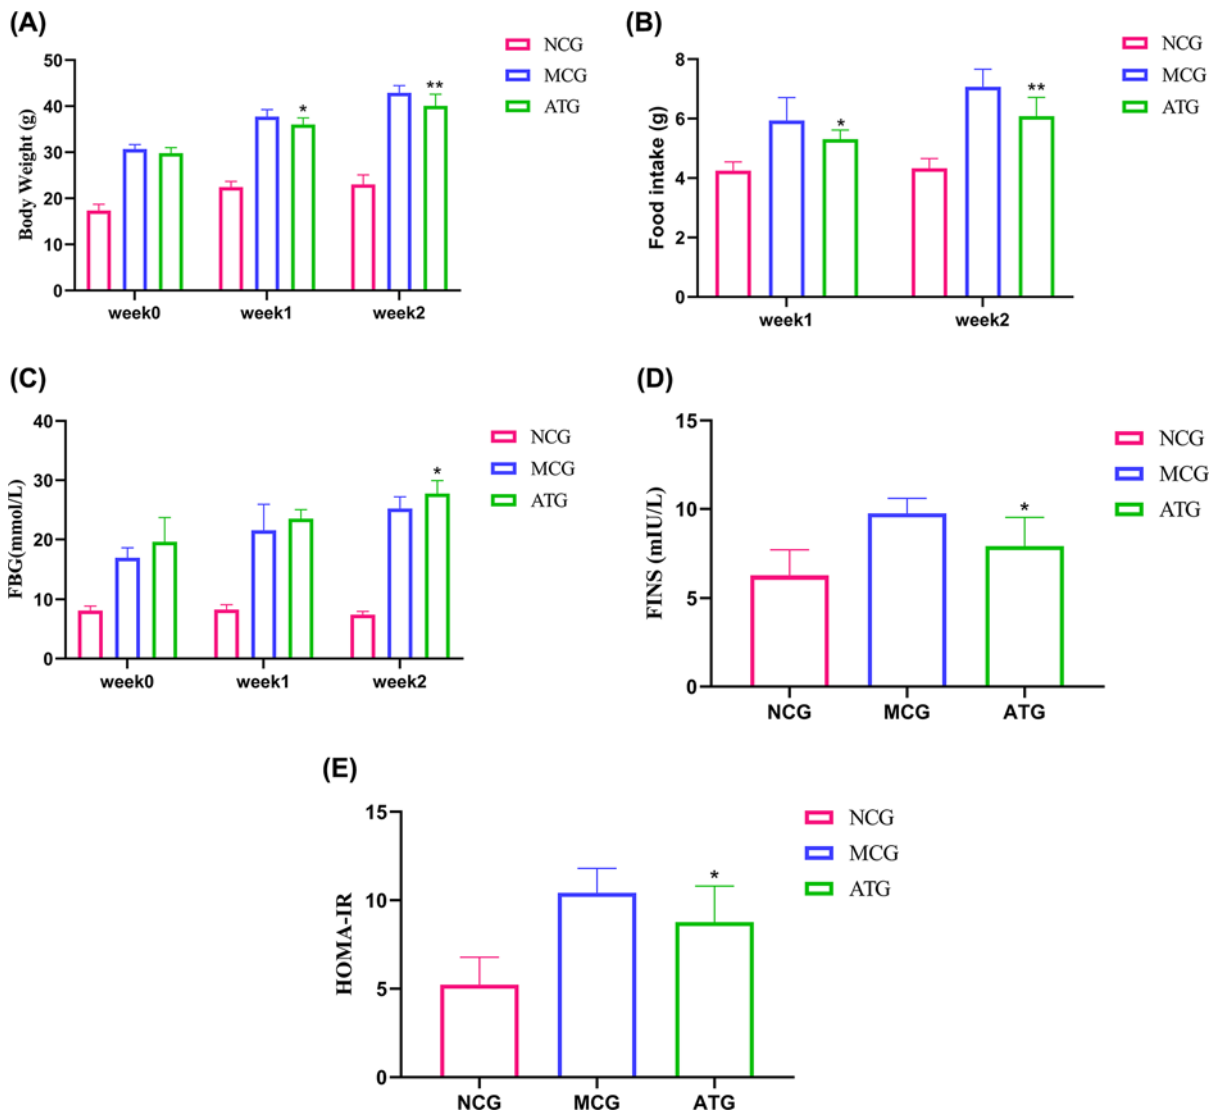 (A)
NCG
MCG
ATG
Body Weight (g)
50
40
30
20
10
0
*
**
week0 week1 week2
(B)
NCG
MCG
ATG
Food intake (g)
8
6
4
2
0
*
**
week1 week2
(C)
NCG
MCG
ATG
FBG(mmol/L)
40
30
20
10
0
*
week0 week1 week2
(D)
NCG
MCG
ATG
FINS (mIU/L)
15
10
5
0
*
NCG MCG ATG
(E)
NCG
MCG
ATG
HOMA-IR
15
10
5
0
*
NCG MCG ATG